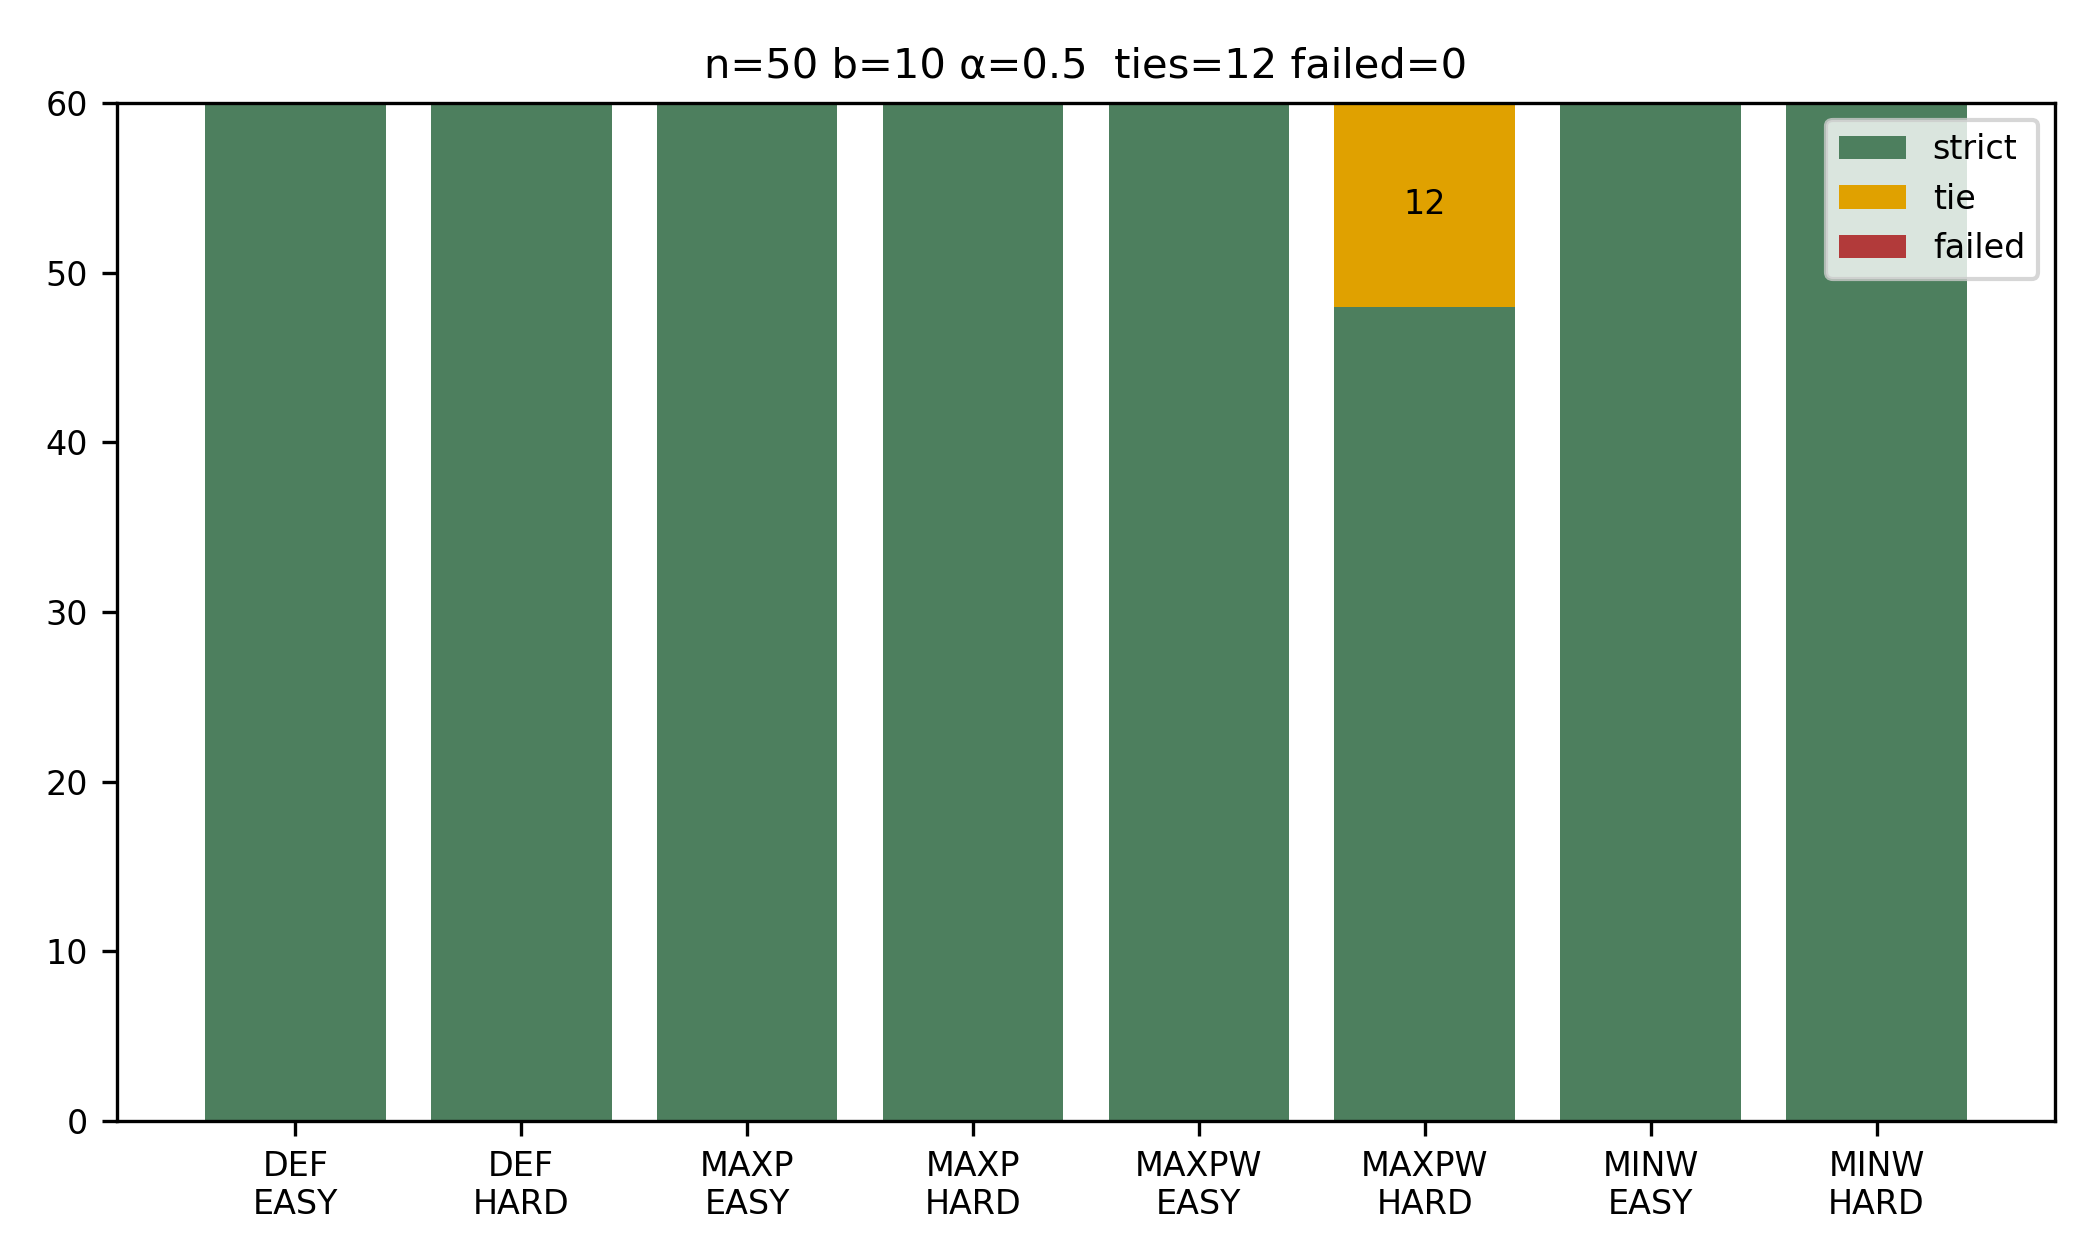 n=50 b=10 α=0.5  ties=12 failed=0
60
50
40
30
20
10
0
12
strict
tie
failed
DEF
EASY
DEF
HARD
MAXP
EASY
MAXP
HARD
MAXPW
EASY
MAXPW
HARD
MINW
EASY
MINW
HARD